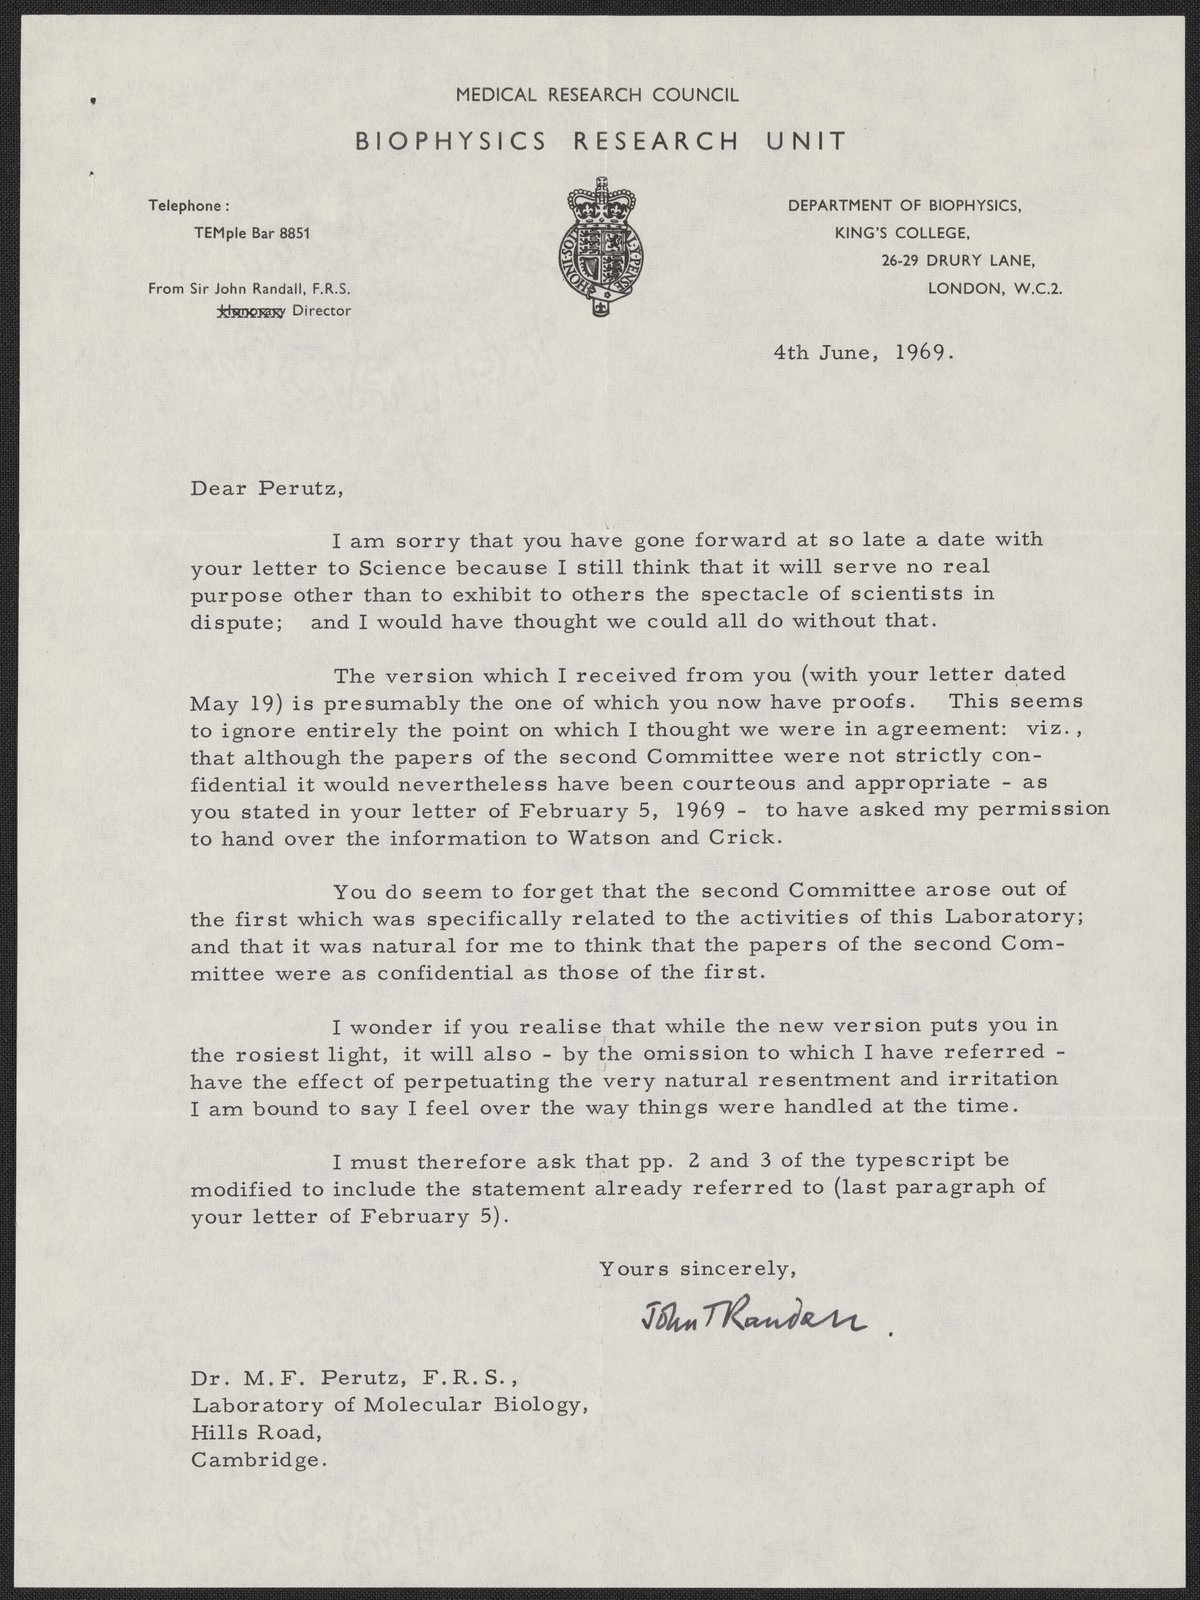 MEDICAL RESEARCH COUNCIL
BIOPHYSICS RESEARCH UNIT
Telephone:
TEMple Bar 8851
From Sir John Randall, F.R.S.
Honorary Director
HONI·SOIT
AL·Y·PENSE
DEPARTMENT OF BIOPHYSICS,
KING'S COLLEGE,
26-29 DRURY LANE,
LONDON, W.C.2.
4th June, 1969.
Dear Perutz,
I am sorry that you have gone forward at so late a date with
your letter to Science because I still think that it will serve no real
purpose other than to exhibit to others the spectacle of scientists in
dispute; and I would have thought we could all do without that.
The version which I received from you (with your letter dated
May 19) is presumably the one of which you now have proofs. This seems
to ignore entirely the point on which I thought we were in agreement: viz.,
that although the papers of the second Committee were not strictly con-
fidential it would nevertheless have been courteous and appropriate - as
you stated in your letter of February 5, 1969 - to have asked my permission
to hand over the information to Watson and Crick.
You do seem to forget that the second Committee arose out of
the first which was specifically related to the activities of this Laboratory;
and that it was natural for me to think that the papers of the second Com-
mittee were as confidential as those of the first.
I wonder if you realise that while the new version puts you in
the rosiest light, it will also - by the omission to which I have referred -
have the effect of perpetuating the very natural resentment and irritation
I am bound to say I feel over the way things were handled at the time.
I must therefore ask that pp. 2 and 3 of the typescript be
modified to include the statement already referred to (last paragraph of
your letter of February 5).
Yours sincerely,
John T Randall.
Dr. M.F. Perutz, F.R.S.,
Laboratory of Molecular Biology,
Hills Road,
Cambridge.